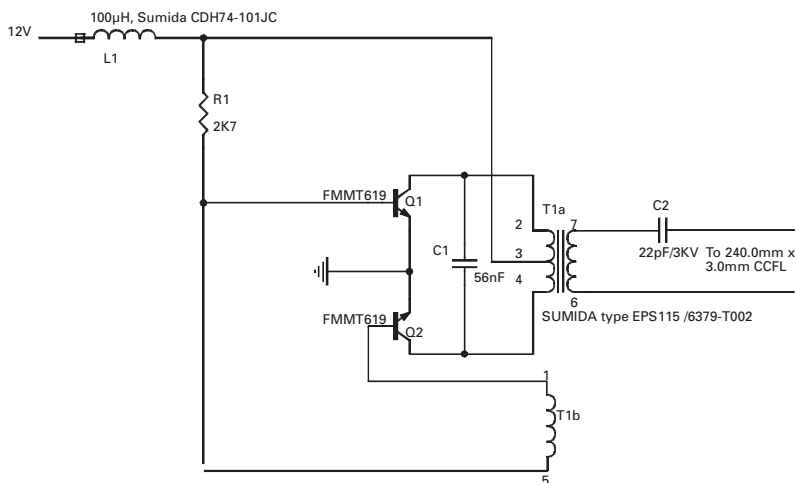 100µH, Sumida CDH74-101JC
12V
L1
R1
2K7
FMMT619
Q1
T1a
C2
2
7
C1
3
22pF/3KV
To 240.0mm x
3.0mm CCFL
56nF
4
6
FMMT619
Q2
SUMIDA type EPS115 /6379-T002
1
T1b
5